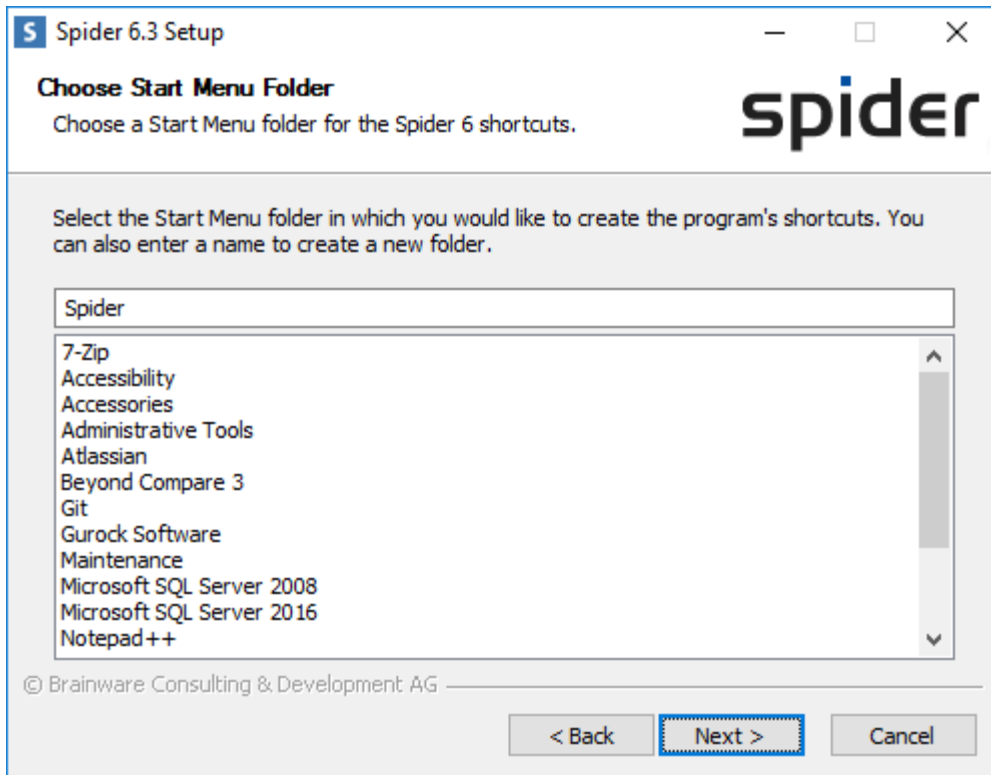 S Spider 6.3 Setup
Choose Start Menu Folder
Choose a Start Menu folder for the Spider 6 shortcuts.
spider
Select the Start Menu folder in which you would like to create the program's shortcuts. You
can also enter a name to create a new folder.
Spider
7-Zip
Accessibility
Accessories
Administrative Tools
Atlassian
Beyond Compare 3
Git
Gurock Software
Maintenance
Microsoft SQL Server 2008
Microsoft SQL Server 2016
Notepad++
© Brainware Consulting & Development AG
< Back Next > Cancel